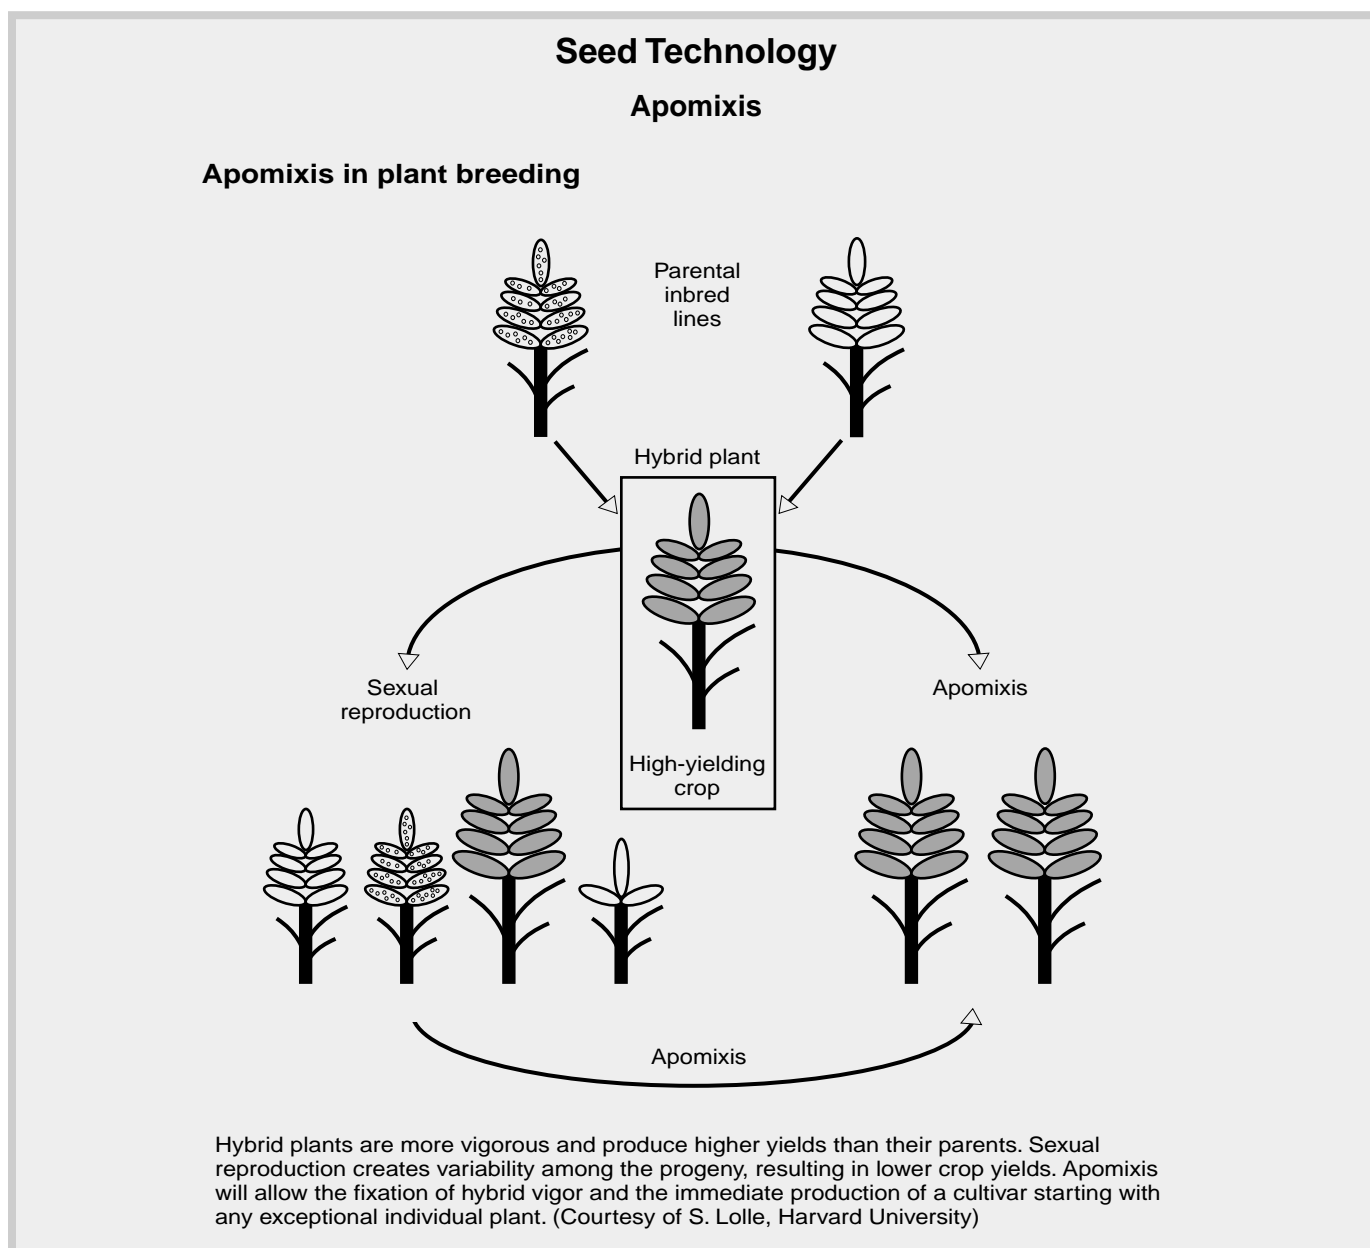 Seed Technology
Apomixis
Apomixis in plant breeding
Parental
inbred
lines
Hybrid plant
Sexual
reproduction
Apomixis
High-yielding
crop
Apomixis
Hybrid plants are more vigorous and produce higher yields than their parents. Sexual
reproduction creates variability among the progeny, resulting in lower crop yields. Apomixis
will allow the fixation of hybrid vigor and the immediate production of a cultivar starting with
any exceptional individual plant. (Courtesy of S. Lolle, Harvard University)